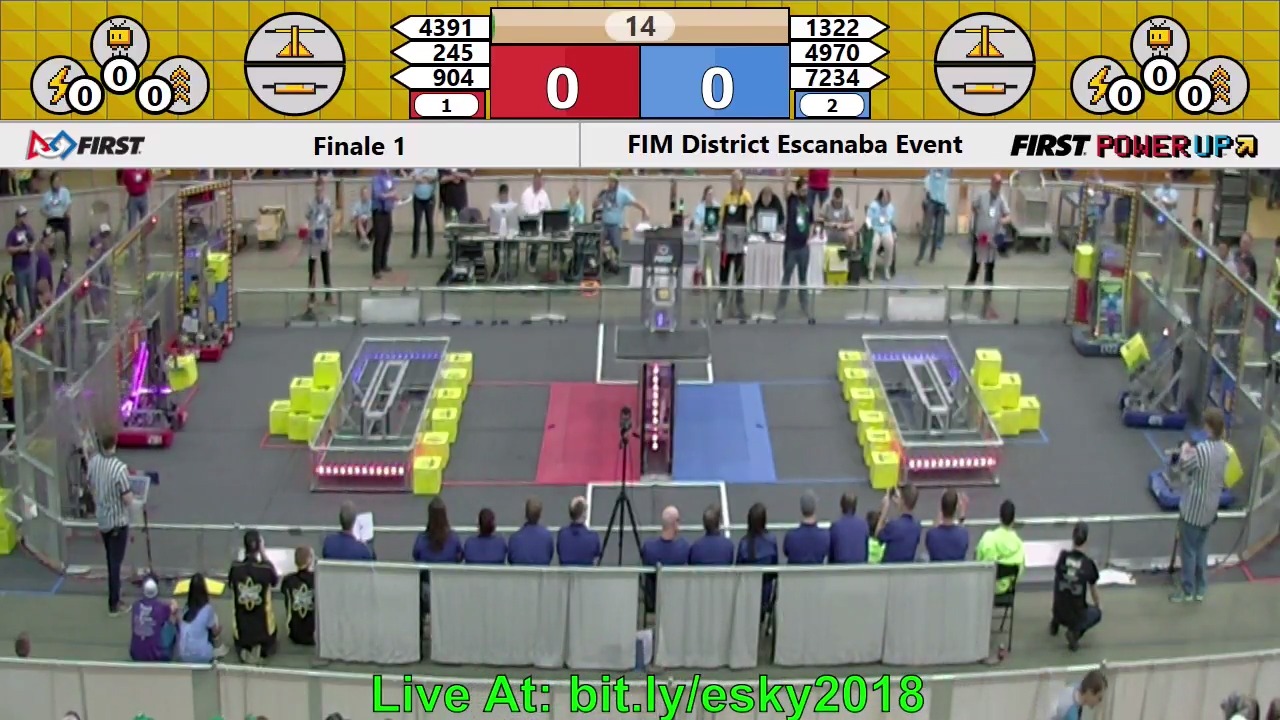 4391
245
904
1
14
0
0
1322
4970
7234
2
0
0
0
0
0
0
FIRST
Finale 1
FIM District Escanaba Event
FIRST POWER UP
FIRST
Live At: bit.ly/esky2018